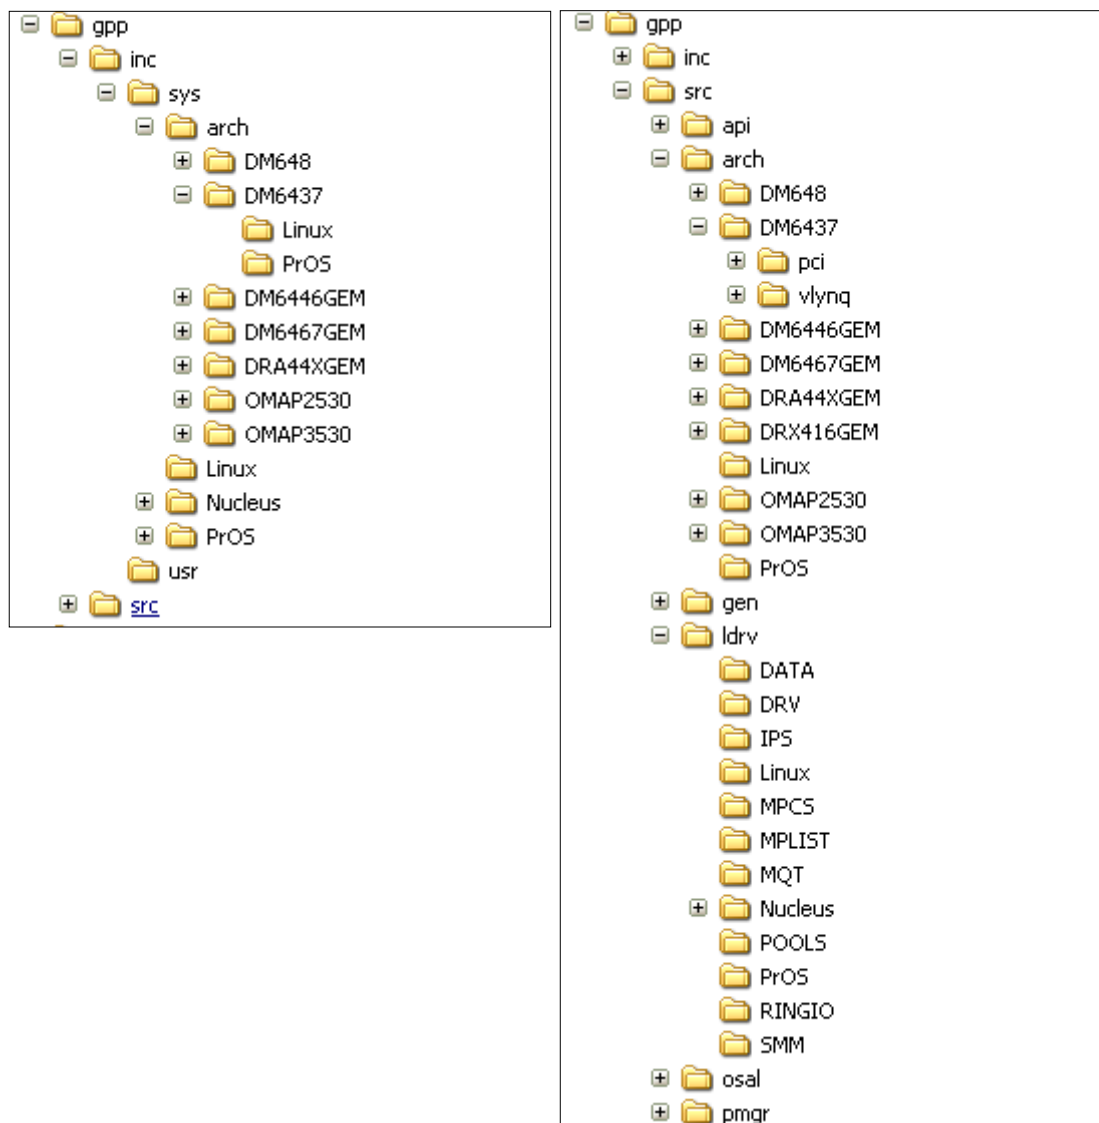 gpp
inc
sys
arch
DM648
DM6437
Linux
PrOS
DM6446GEM
DM6467GEM
DRA44XGEM
OMAP2530
OMAP3530
Linux
Nucleus
PrOS
usr
src
gpp
inc
src
api
arch
DM648
DM6437
pci
vlynq
DM6446GEM
DM6467GEM
DRA44XGEM
DRX416GEM
Linux
OMAP2530
OMAP3530
PrOS
gen
ldrv
DATA
DRV
IPS
Linux
MPCS
MPLIST
MQT
Nucleus
POOLS
PrOS
RINGIO
SMM
osal
pmgr